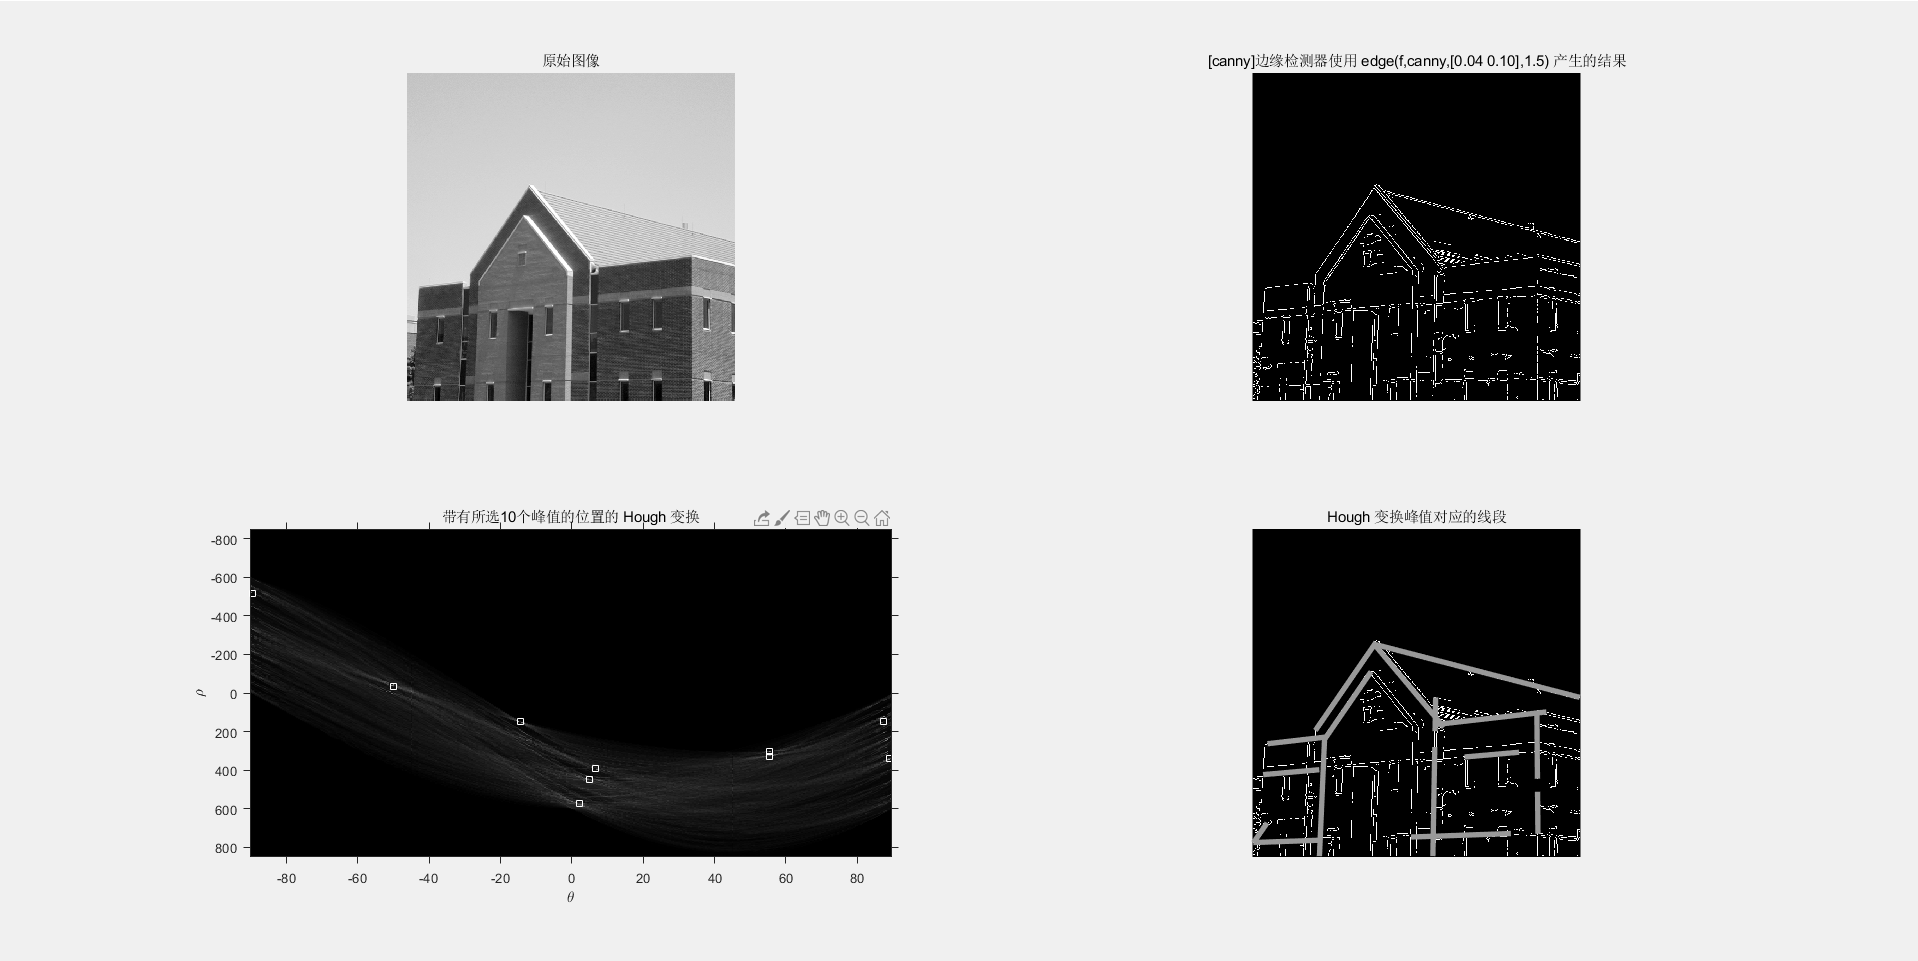 原始图像
[canny]边缘检测器使用 edge(f,canny,[0.04 0.10],1.5) 产生的结果
带有所选10个峰值的位置的 Hough 变换
-800
-600
-400
-200
0
200
400
600
800
ρ
-80 -60 -40 -20 0 20 40 60 80
θ
Hough 变换峰值对应的线段